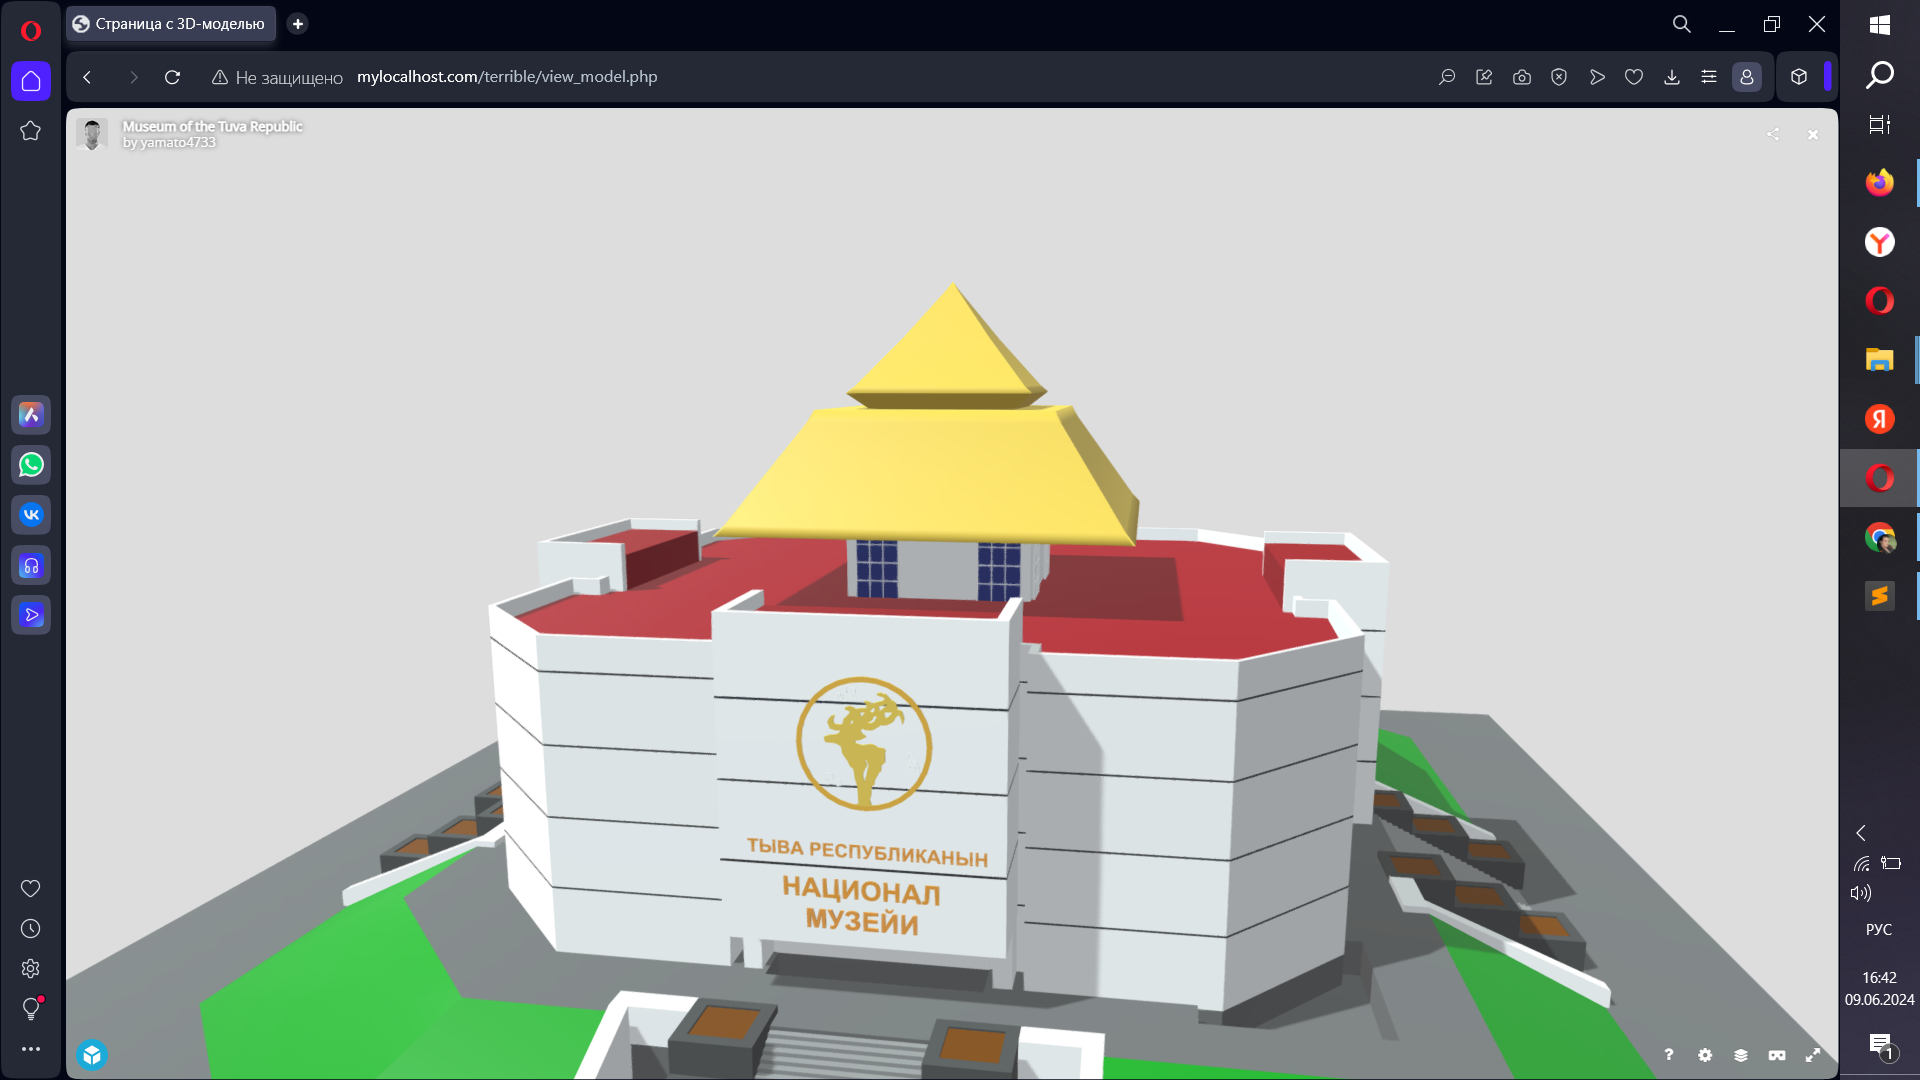 Страница с 3D-моделью
Не защищено mylocalhost.com/terrible/view_model.php
Museum of the Tuva Republic
by yamato4733
ТЫВА РЕСПУБЛИКАНЫН
НАЦИОНАЛ
МУЗЕЙИ
РУС
16:42
09.06.2024
1